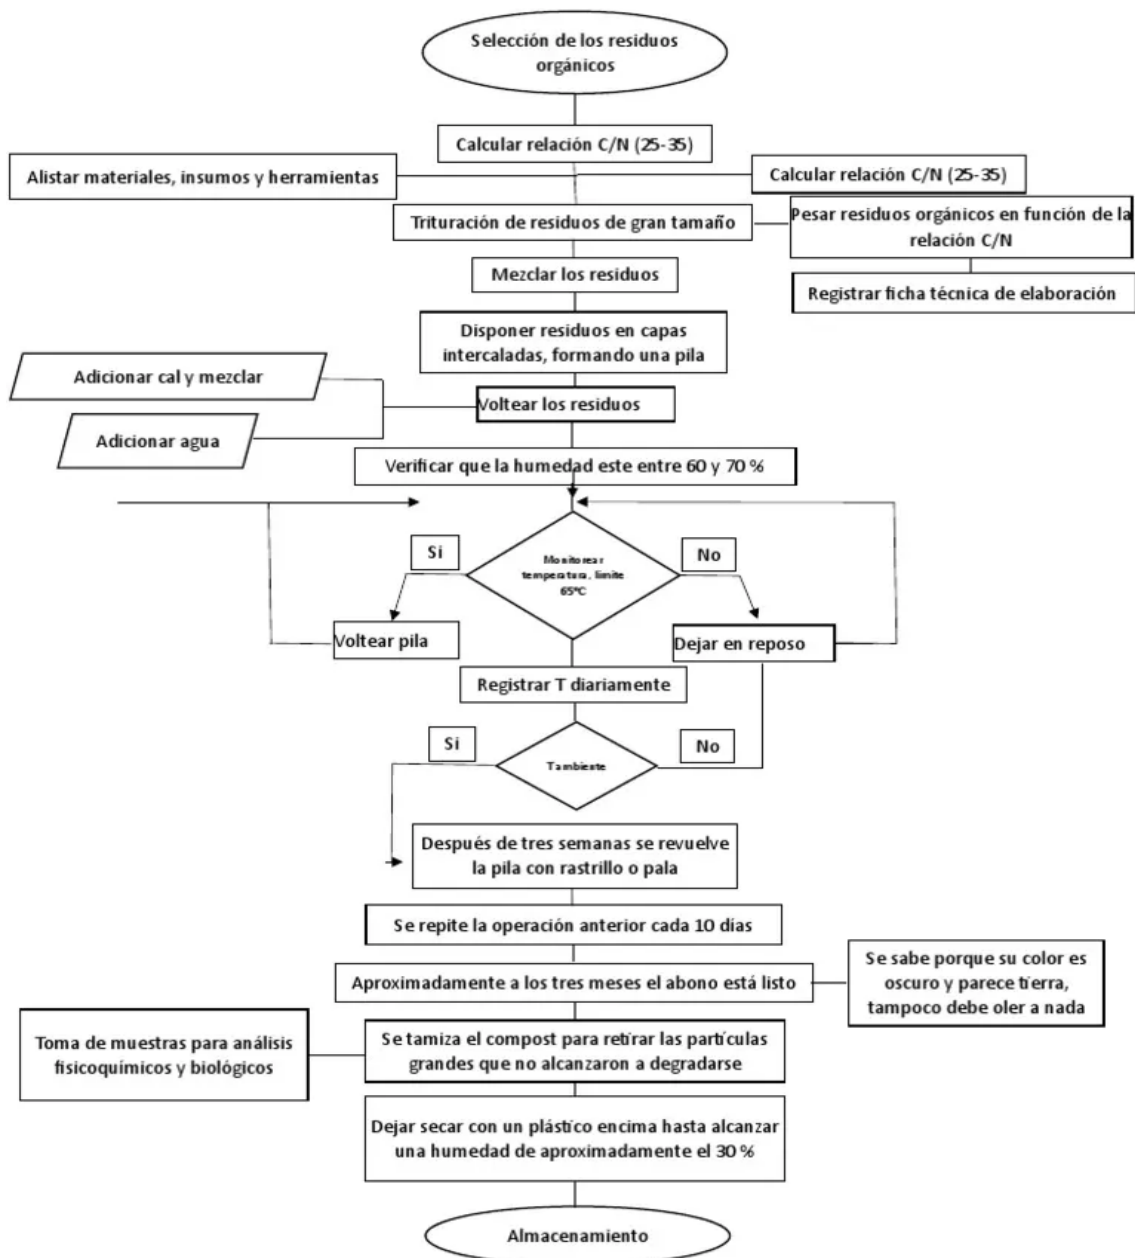 Selección de los residuos
orgánicos
Calcular relación C/N (25-35)
Alistar materiales, insumos y herramientas
Calcular relación C/N (25-35)
Trituración de residuos de gran tamaño
Pesar residuos orgánicos en función de la
relación C/N
Mezclar los residuos
Registrar ficha técnica de elaboración
Disponer residuos en capas
intercaladas, formando una pila
Adicionar cal y mezclar
Voltear los residuos
Adicionar agua
Verificar que la humedad este entre 60 y 70 %
Si
Monitorear
temperatura, limite
65°C
No
Voltear pila
Dejar en reposo
Registrar T diariamente
Si
Tambiente
No
Después de tres semanas se revuelve
la pila con rastrillo o pala
Se repite la operación anterior cada 10 días
Aproximadamente a los tres meses el abono está listo
Se sabe porque su color es
oscuro y parece tierra,
tampoco debe oler a nada
Toma de muestras para análisis
fisicoquímicos y biológicos
Se tamiza el compost para retirar las partículas
grandes que no alcanzaron a degradarse
Dejar secar con un plástico encima hasta alcanzar
una humedad de aproximadamente el 30 %
Almacenamiento